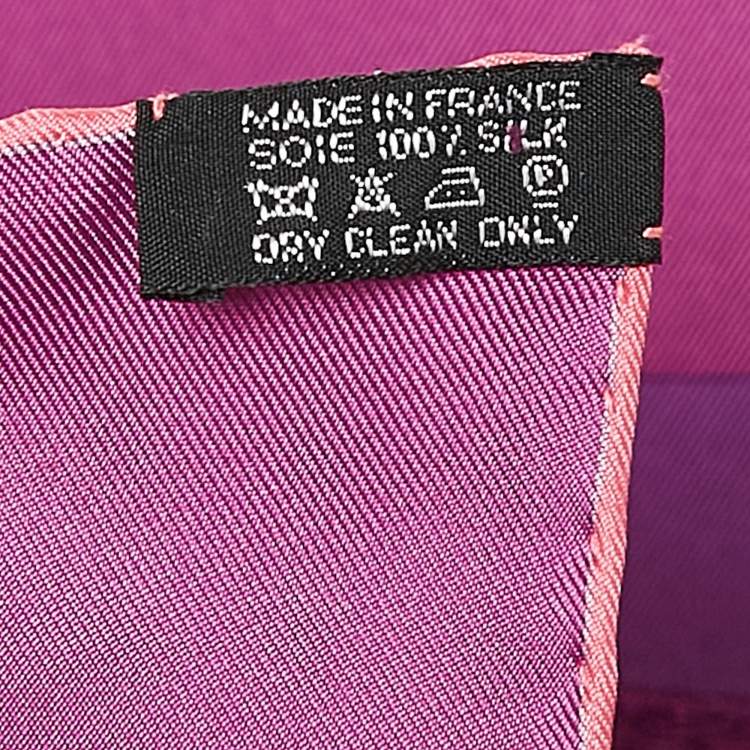 MADE IN FRANCE
SOIE 100% SILK
P
DRY CLEAN ONLY